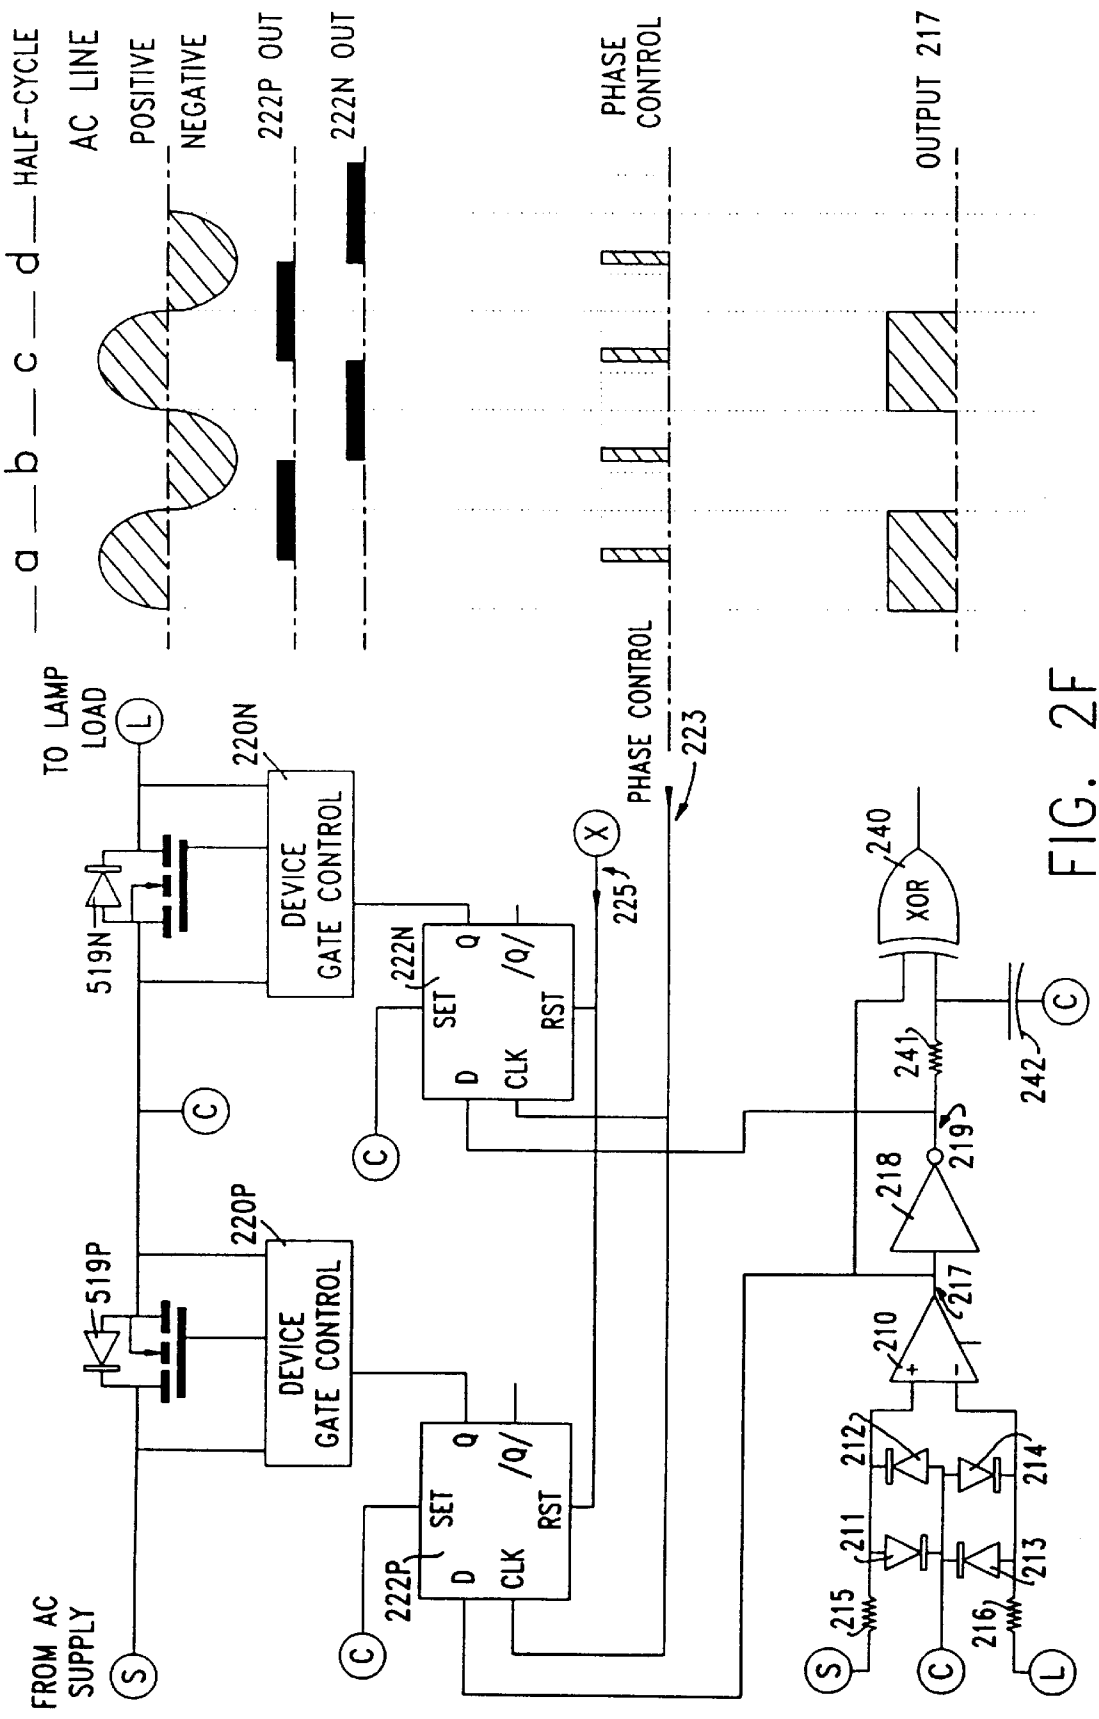 FROM AC
SUPPLY
S
519P
C
519N
TO LAMP
LOAD
L
220P
DEVICE
GATE CONTROL
220N
DEVICE
GATE CONTROL
C
222P
SET
D
Q
CLK
/Q/
RST
C
222N
SET
D
Q
CLK
/Q/
RST
X
225
PHASE CONTROL
223
S
215
211
212
C
216
213
214
L
+
-
210
217
218
219
241
242
C
XOR
240
a
b
c
d
HALF-CYCLE
AC LINE
POSITIVE
NEGATIVE
222P OUT
222N OUT
PHASE
CONTROL
OUTPUT 217
FIG. 2F